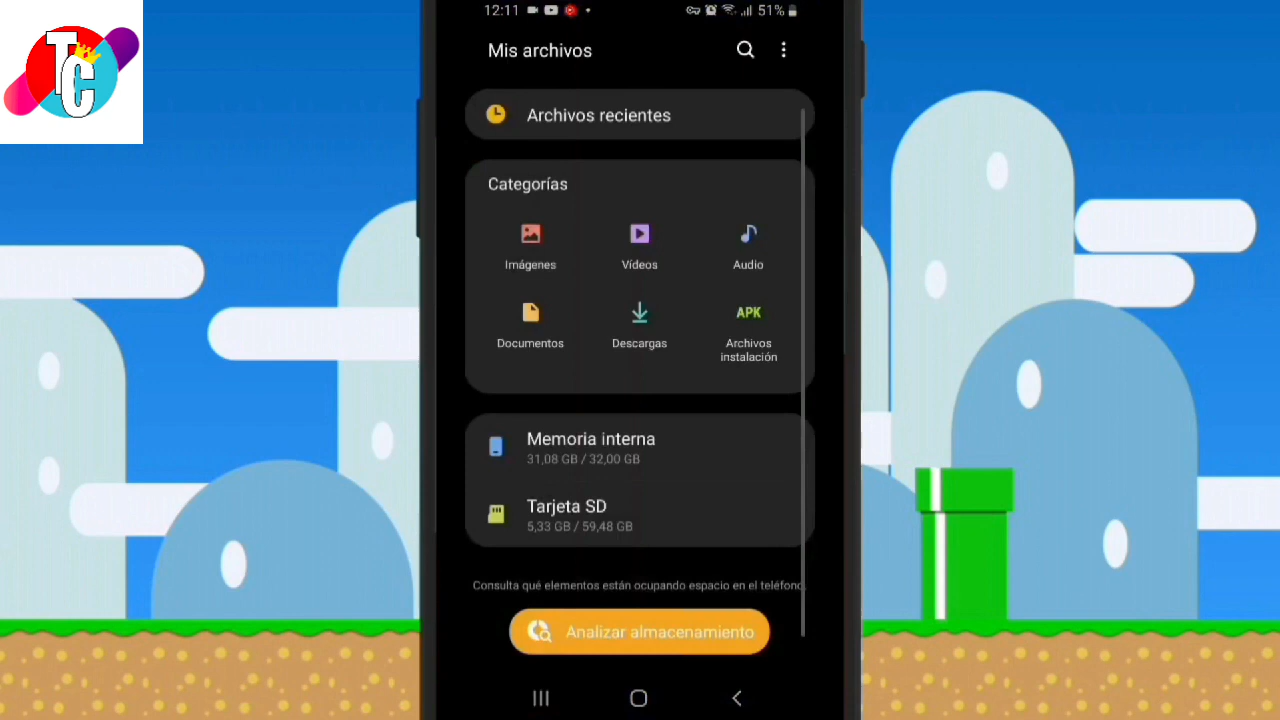 TC
12:11
51%
Mis archivos
Archivos recientes
Categorías
Imágenes
Vídeos
Audio
Documentos
Descargas
APK
Archivos
instalación
Memoria interna
31,08 GB / 32,00 GB
Tarjeta SD
5,33 GB / 59,48 GB
Consulta qué elementos están ocupando espacio en el teléfono.
Analizar almacenamiento